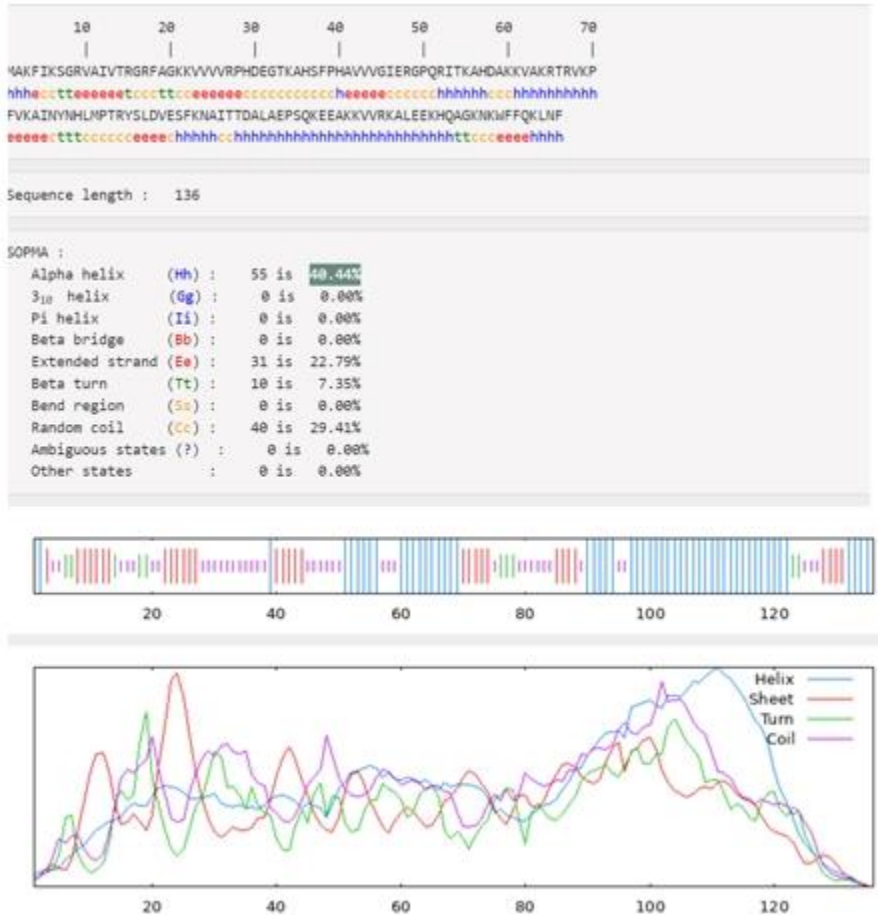 10 20 30 40 50 60 70
| | | | | | |
MAKFIKSGRVAIVTRGRFAGKKVVVVRPHDEGTKAHSFPHAVVVGIERGPQRITKAHDAKKVAKRTRVKP
hhhecctteeeeeetccctttcceeeeeecccccccccccheeeeecccccchhhhhhccchhhhhhhhhh
FVKAINYNHLMPTRYSLDVESFKNAITTDALAEPSQKEEAKKVVRKALEEKHQAGKNKWFFQKLNF
eeeeectttcccccceeeechhhhhcchhhhhhhhhhhhhhhhhhhhhhhhhhttccceeeehhhh
Sequence length : 136
SOPMA :
Alpha helix (Hh) : 55 is 40.44%
3₁₀ helix (Gg) : 0 is 0.00%
Pi helix (Ii) : 0 is 0.00%
Beta bridge (Bb) : 0 is 0.00%
Extended strand (Ee) : 31 is 22.79%
Beta turn (Tt) : 10 is 7.35%
Bend region (Ss) : 0 is 0.00%
Random coil (Cc) : 40 is 29.41%
Ambiguous states (?) : 0 is 0.00%
Other states : 0 is 0.00%
20 40 60 80 100 120
Helix
Sheet
Turn
Coil
20 40 60 80 100 120